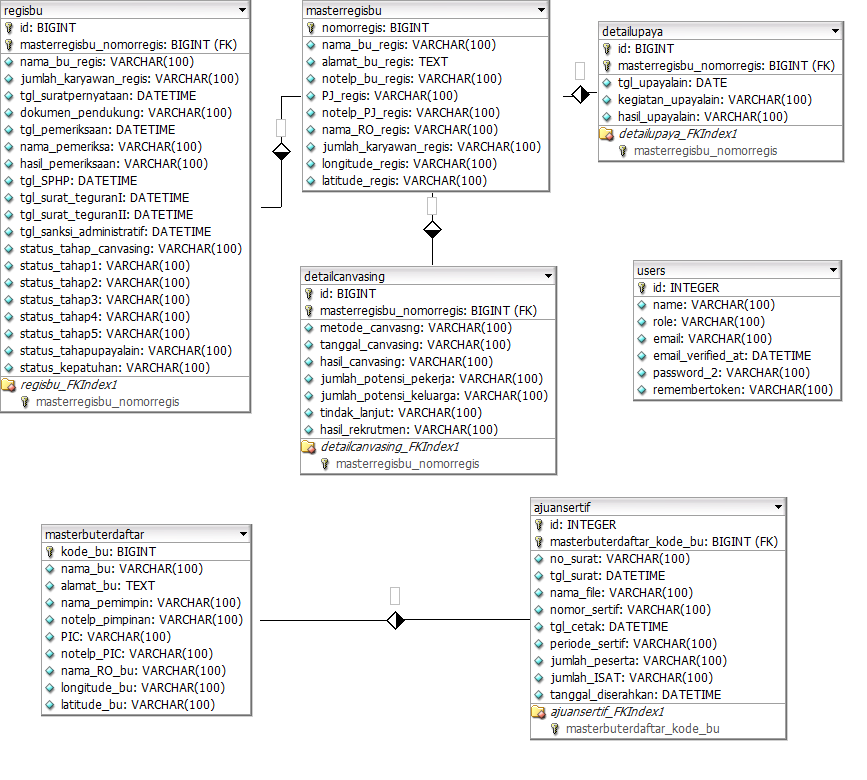 regisbu
id: BIGINT
masterregisbu_nomorregis: BIGINT (FK)
nama_bu_regis: VARCHAR(100)
jumlah_karyawan_regis: VARCHAR(100)
tgl_suratpernyataan: DATETIME
dokumen_pendukung: VARCHAR(100)
tgl_pemeriksaan: DATETIME
nama_pemeriksa: VARCHAR(100)
hasil_pemeriksaan: VARCHAR(100)
tgl_SPHP: DATETIME
tgl_surat_teguranI: DATETIME
tgl_surat_teguranII: DATETIME
tgl_sanksi_administratif: DATETIME
status_tahap_canvasing: VARCHAR(100)
status_tahap1: VARCHAR(100)
status_tahap2: VARCHAR(100)
status_tahap3: VARCHAR(100)
status_tahap4: VARCHAR(100)
status_tahap5: VARCHAR(100)
status_tahapupayalain: VARCHAR(100)
status_kepatuhan: VARCHAR(100)
regisbu_FKIndex1
masterregisbu_nomorregis
masterregisbu
nomorregis: BIGINT
nama_bu_regis: VARCHAR(100)
alamat_bu_regis: TEXT
notelp_bu_regis: VARCHAR(100)
PJ_regis: VARCHAR(100)
notelp_PJ_regis: VARCHAR(100)
nama_RO_regis: VARCHAR(100)
jumlah_karyawan_regis: VARCHAR(100)
longitude_regis: VARCHAR(100)
latitude_regis: VARCHAR(100)
detailupaya
id: BIGINT
masterregisbu_nomorregis: BIGINT (FK)
tgl_upayalain: DATE
kegiatan_upayalain: VARCHAR(100)
hasil_upayalain: VARCHAR(100)
detailupaya_FKIndex1
masterregisbu_nomorregis
detailcanvasing
id: BIGINT
masterregisbu_nomorregis: BIGINT (FK)
metode_canvasng: VARCHAR(100)
tanggal_canvasing: VARCHAR(100)
hasil_canvasing: VARCHAR(100)
jumlah_potensi_pekerja: VARCHAR(100)
jumlah_potensi_keluarga: VARCHAR(100)
tindak_lanjut: VARCHAR(100)
hasil_rekrutmen: VARCHAR(100)
detailcanvasing_FKIndex1
masterregisbu_nomorregis
users
id: INTEGER
name: VARCHAR(100)
role: VARCHAR(100)
email: VARCHAR(100)
email_verified_at: DATETIME
password_2: VARCHAR(100)
remembertoken: VARCHAR(100)
masterbuterdaftar
kode_bu: BIGINT
nama_bu: VARCHAR(100)
alamat_bu: TEXT
nama_pemimpin: VARCHAR(100)
notelp_pimpinan: VARCHAR(100)
PIC: VARCHAR(100)
notelp_PIC: VARCHAR(100)
nama_RO_bu: VARCHAR(100)
longitude_bu: VARCHAR(100)
latitude_bu: VARCHAR(100)
ajuansertif
id: INTEGER
masterbuterdaftar_kode_bu: BIGINT (FK)
no_surat: VARCHAR(100)
tgl_surat: DATETIME
nama_file: VARCHAR(100)
nomor_sertif: VARCHAR(100)
tgl_cetak: DATETIME
periode_sertif: VARCHAR(100)
jumlah_peserta: VARCHAR(100)
jumlah_ISAT: VARCHAR(100)
tanggal_diserahkan: DATETIME
ajuansertif_FKIndex1
masterbuterdaftar_kode_bu